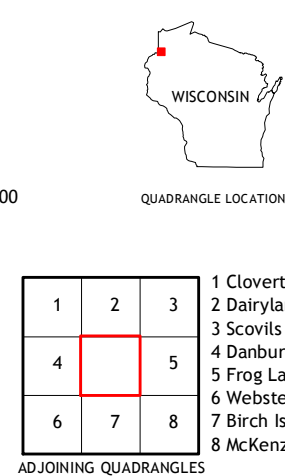 WISCONSIN
00
QUADRANGLE LOCATION
1 2 3
4 5
6 7 8
1 Clovert
2 Dairyla
3 Scovils
4 Danbur
5 Frog La
6 Webste
7 Birch Is
8 McKenz
ADJOINING QUADRANGLES